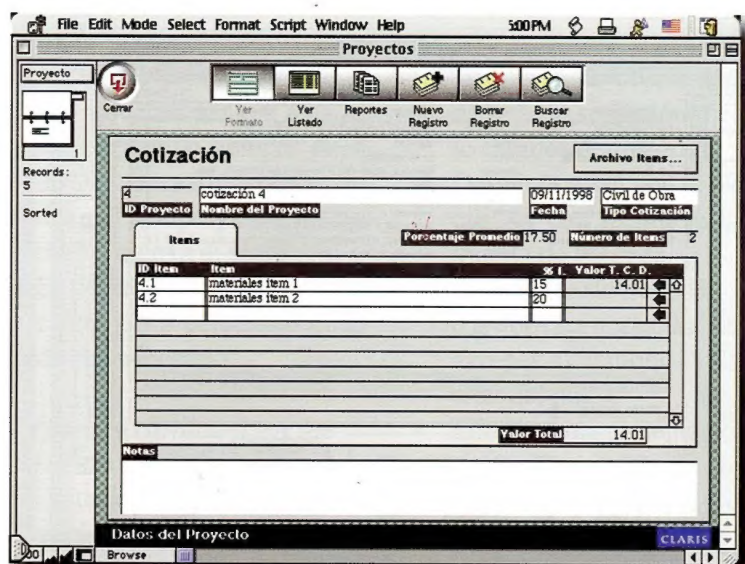 File Edit Mode Select Format Script Window Help 5:00 PM
Proyectos
Proyecto
1
Records:
5
Sorted
Cerrar
Ver Formato
Ver Listado
Reportes
Nuevo Registro
Borrar Registro
Buscar Registro
Cotización
Archivo Items...
4 cotización 4 09/11/1998 Civil de Obra
ID Proyecto Nombre del Proyecto Fecha Tipo Cotización
Items
Porcentaje Promedio 17.50 Número de Items 2
ID Item Item % I. Valor T. C. D.
4.1 materiales item 1 15 14.01
4.2 materiales item 2 20
Valor Total 14.01
Notas
Datos del Proyecto CLARIS
Browse